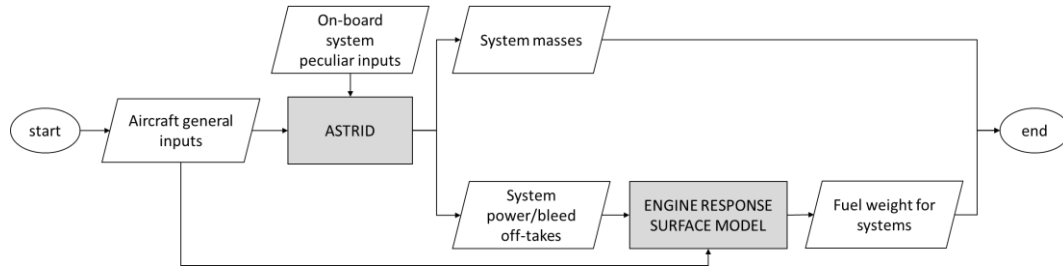 On-board
system
peculiar inputs
System masses
start
Aircraft general
inputs
ASTRID
end
System
power/bleed
off-takes
ENGINE RESPONSE
SURFACE MODEL
Fuel weight for
systems